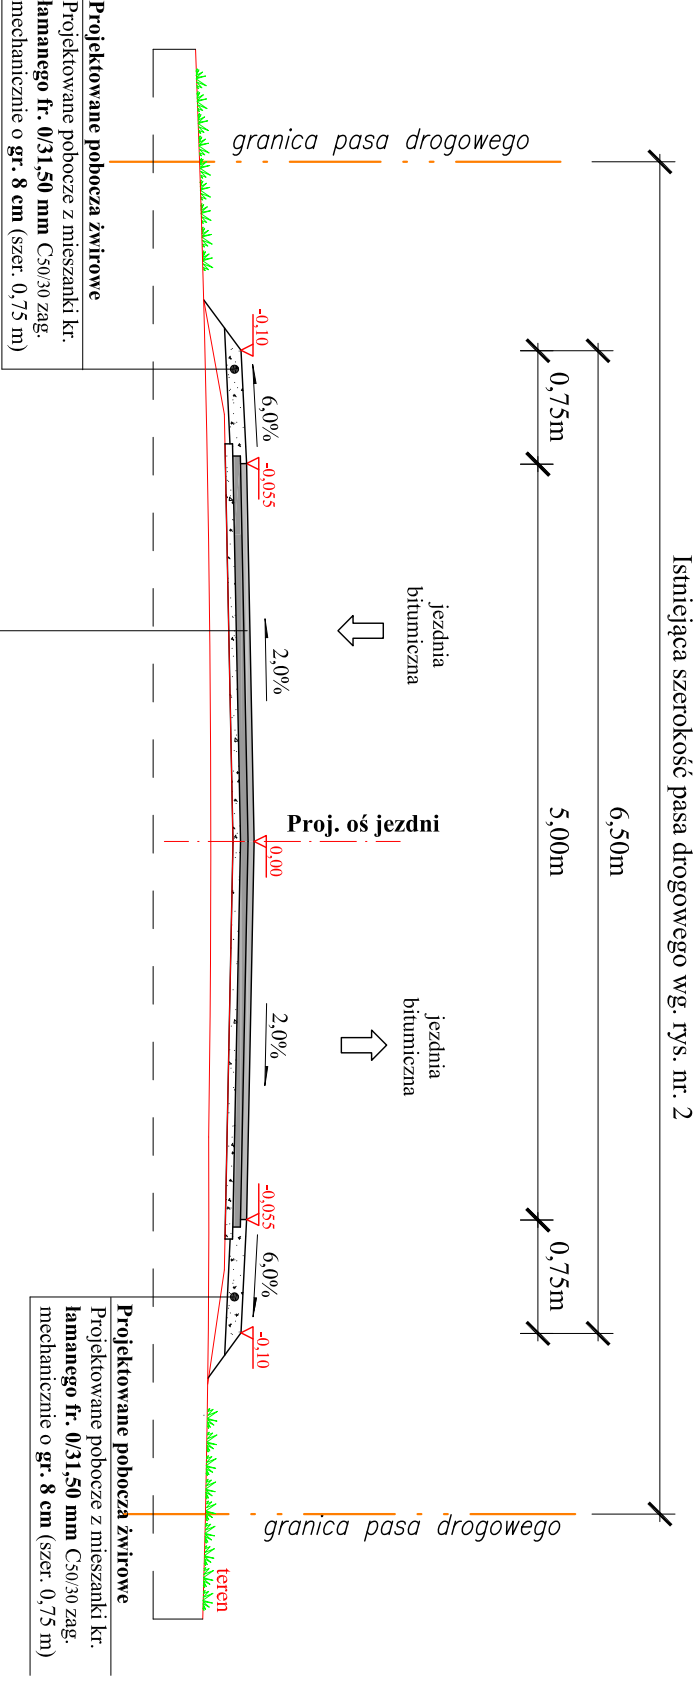 Istniejąca szerokość pasa drogowego wg. rys. nr. 2
6,50m
0,75m
5,00m
0,75m
granica pasa drogowego
granica pasa drogowego
jezdnia
bitumiczna
jezdnia
bitumiczna
Proj. oś jezdni
-0,10
6,0%
-0,055
2,0%
0,00
2,0%
-0,055
6,0%
-0,10
teren
Projektowane pobocza żwirowe
Projektowane pobocze z mieszanki kr.
łamanego fr. 0/31,50 mm C50/30 zag.
mechanicznie o gr. 8 cm (szer. 0,75 m)
Projektowane pobocza żwirowe
Projektowane pobocze z mieszanki kr.
łamanego fr. 0/31,50 mm C50/30 zag.
mechanicznie o gr. 8 cm (szer. 0,75 m)